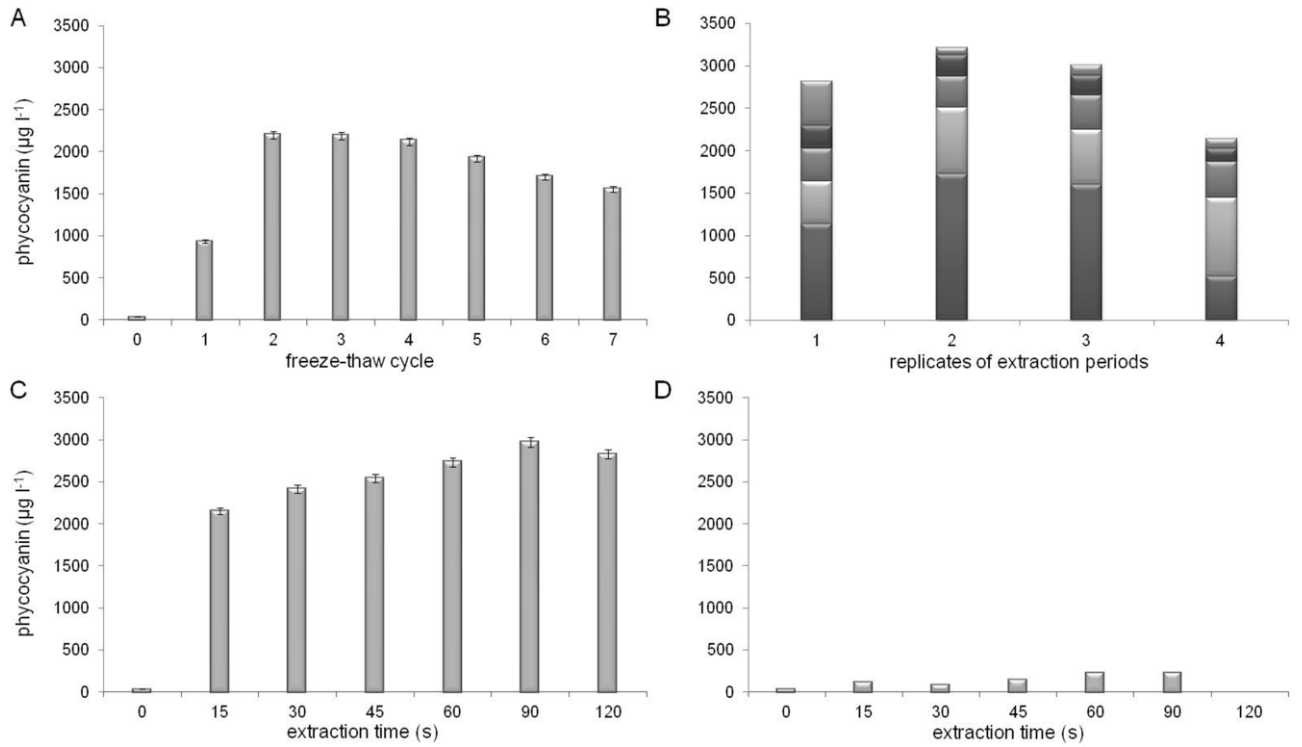 A
phycocyanin (µg l-1)
3500
3000
2500
2000
1500
1000
500
0
0 1 2 3 4 5 6 7
freeze-thaw cycle
B
3500
3000
2500
2000
1500
1000
500
0
1 2 3 4
replicates of extraction periods
C
phycocyanin (µg l-1)
3500
3000
2500
2000
1500
1000
500
0
0 15 30 45 60 90 120
extraction time (s)
D
3500
3000
2500
2000
1500
1000
500
0
0 15 30 45 60 90 120
extraction time (s)